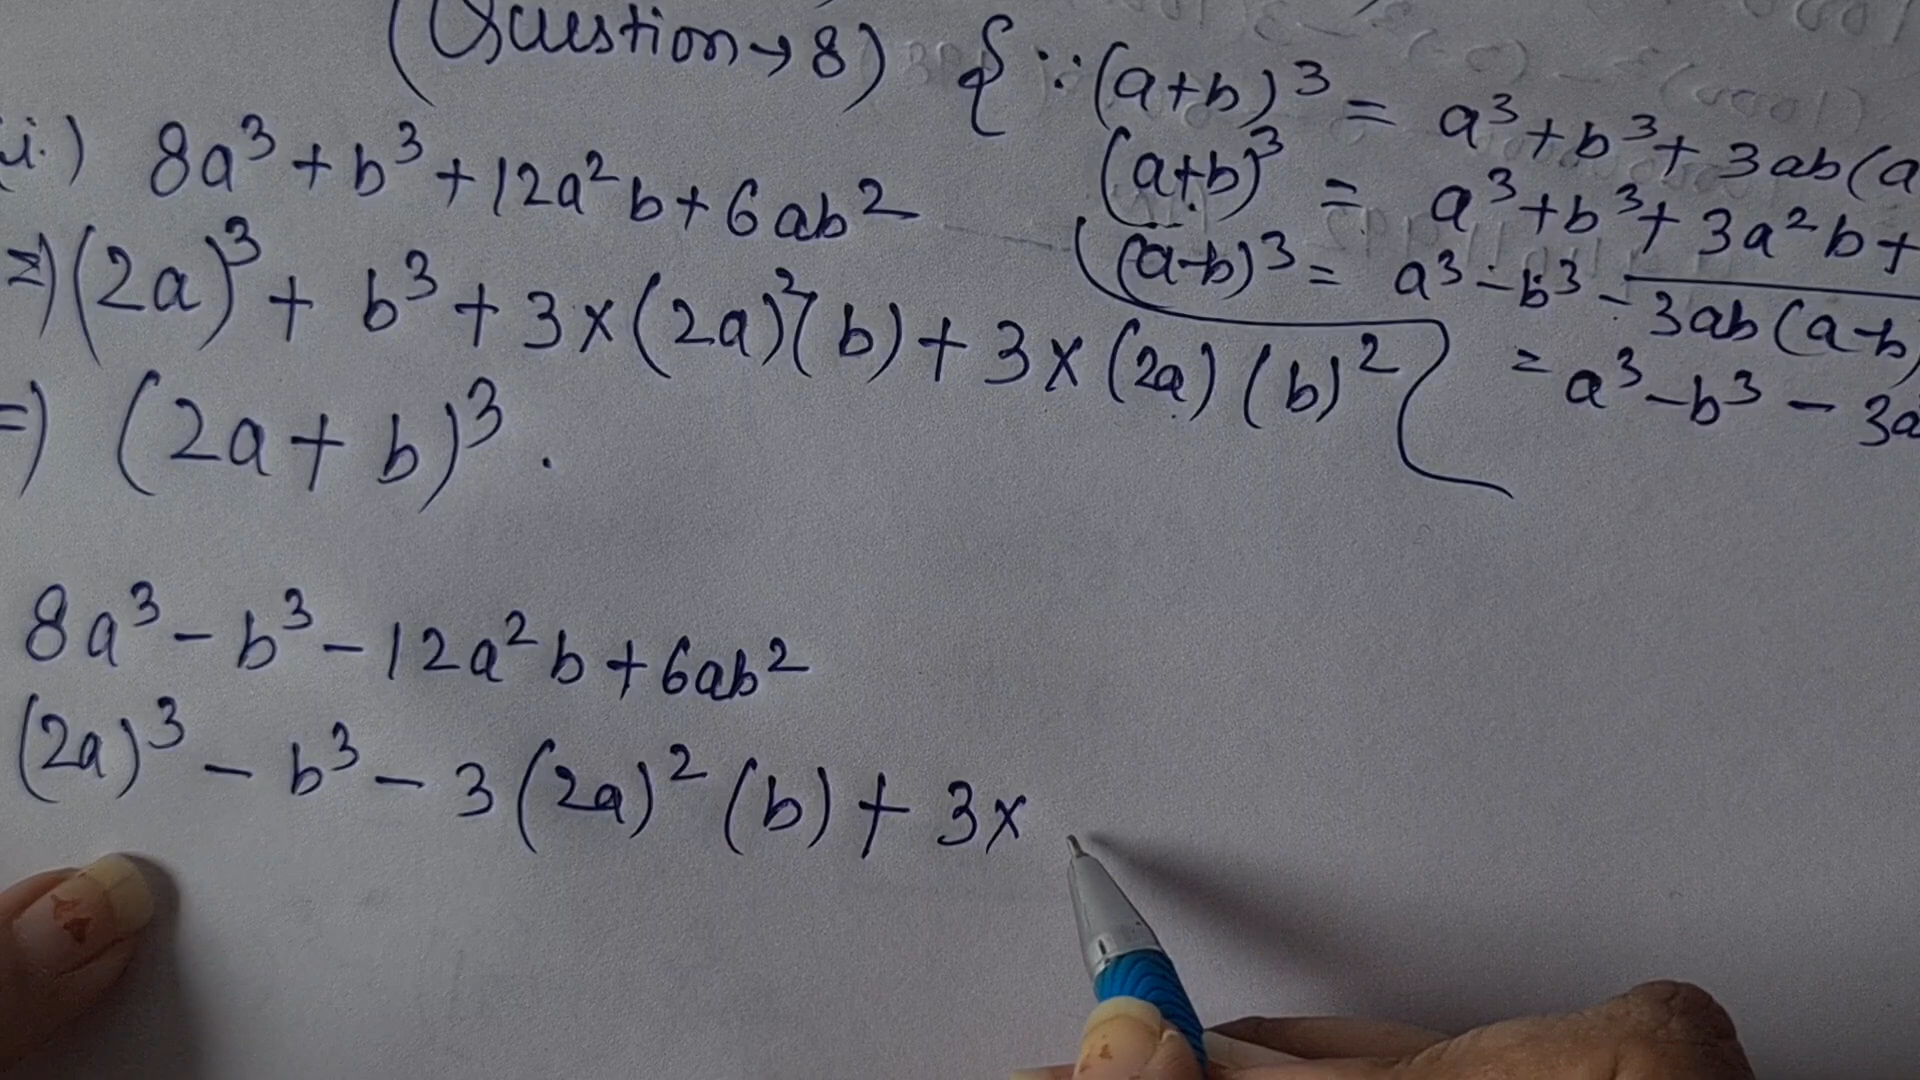 (Question → 8) { ∵ (a+b)³ = a³+b³+3ab(a
(a+b)³ = a³+b³+3a²b+
(a-b)³ = a³-b³-3ab(a-b)
= a³-b³-3a
ii.) 8a³+b³+12a²b+6ab²
⇒ (2a)³ + b³ + 3×(2a)²(b) + 3×(2a)(b)²
⇒ (2a+b)³.
8a³-b³-12a²b+6ab²
(2a)³ - b³ - 3(2a)²(b) + 3×